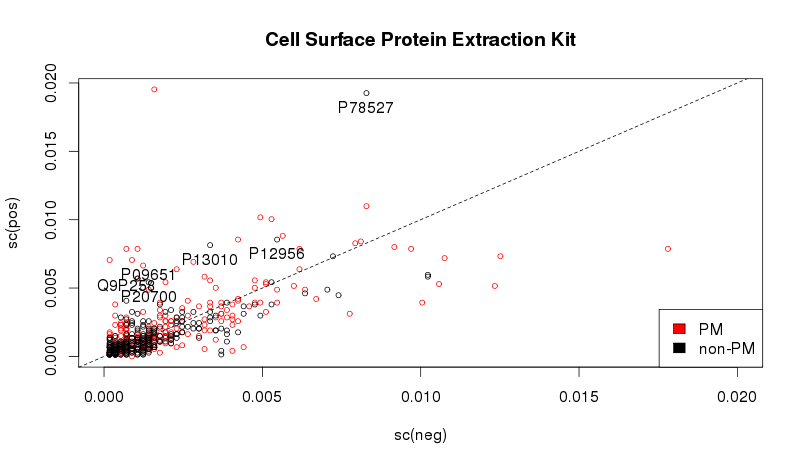 Cell Surface Protein Extraction Kit
sc(pos)
0.020
0.015
0.010
0.005
0.000
P78527
P12956
P13010
P09651
Q9P258
P20700
PM
non-PM
0.000 0.005 0.010 0.015 0.020
sc(neg)